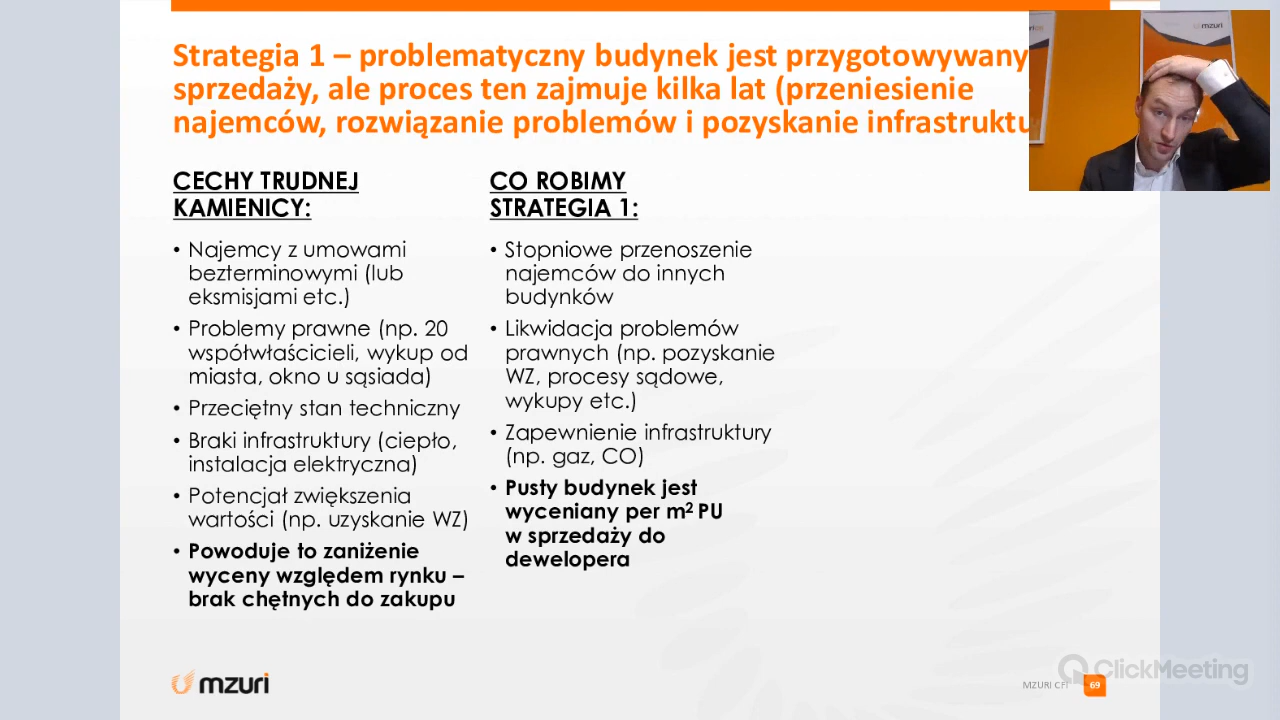 Strategia 1 – problematyczny budynek jest przygotowywany
sprzedaży, ale proces ten zajmuje kilka lat (przeniesienie
najemców, rozwiązanie problemów i pozyskanie infrastruktu
CECHY TRUDNEJ
KAMIENICY:
• Najemcy z umowami
bezterminowymi (lub
eksmisjami etc.)
• Problemy prawne (np. 20
współwłaścicieli, wykup od
miasta, okno u sąsiada)
• Przeciętny stan techniczny
• Braki infrastruktury (ciepło,
instalacja elektryczna)
• Potencjał zwiększenia
wartości (np. uzyskanie WZ)
• Powoduje to zaniżenie
wyceny względem rynku –
brak chętnych do zakupu
CO ROBIMY
STRATEGIA 1:
• Stopniowe przenoszenie
najemców do innych
budynków
• Likwidacja problemów
prawnych (np. pozyskanie
WZ, procesy sądowe,
wykupy etc.)
• Zapewnienie infrastruktury
(np. gaz, CO)
• Pusty budynek jest
wyceniany per m² PU
w sprzedaży do
dewelopera
mzuri
mzuri
MZURI CFI
69
ClickMeeting